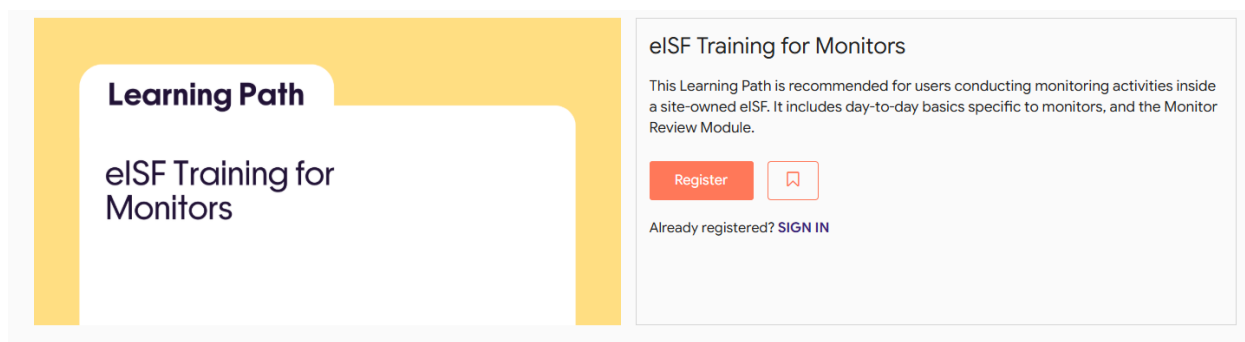 Learning Path
eISF Training for
Monitors
eISF Training for Monitors
This Learning Path is recommended for users conducting monitoring activities inside
a site-owned eISF. It includes day-to-day basics specific to monitors, and the Monitor
Review Module.
Register
Already registered? SIGN IN